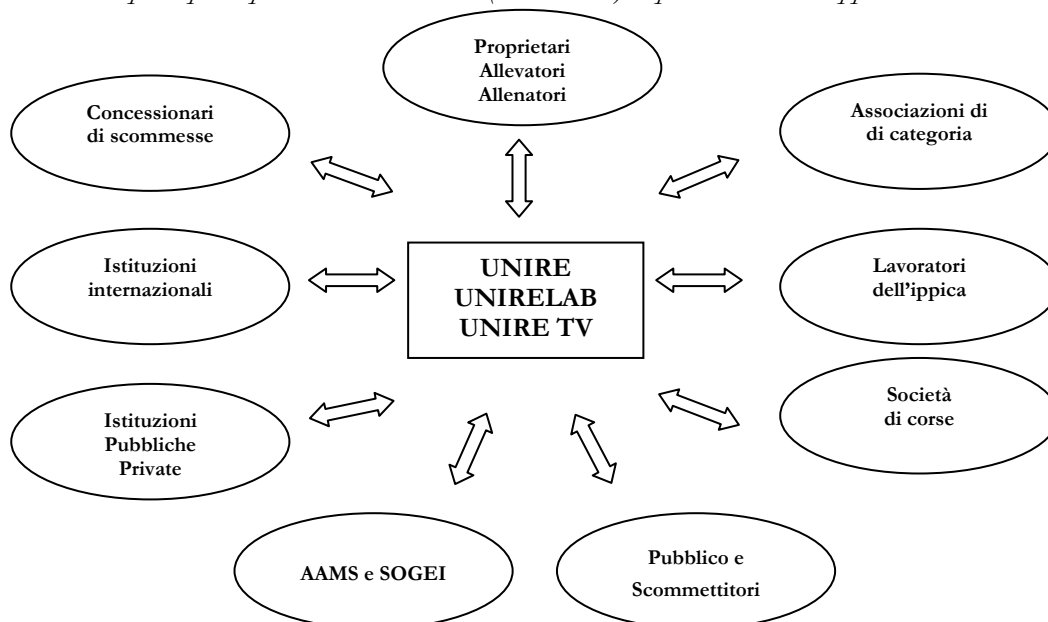 Proprietari
Allevatori
Allenatori
Concessionari
di scommesse
Associazioni di
di categoria
Istituzioni
internazionali
UNIRE
UNIRELAB
UNIRE TV
Lavoratori
dell'ippica
Istituzioni
Pubbliche
Private
Società
di corse
AAMS e SOGEI
Pubblico e
Scommettitori